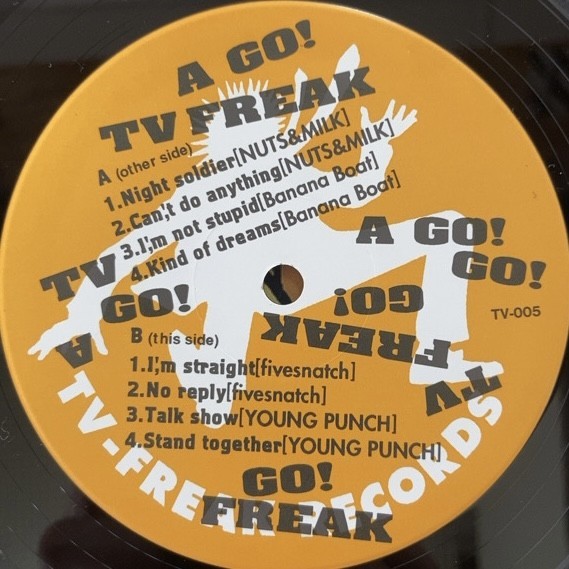 A GO!
TV FREAK
A (other side)
1.Night soldier[NUTS&MILK]
2.Can,t do anything[NUTS&MILK]
3.I,m not stupid[Banana Boat]
4.Kind of dreams[Banana Boat]
A GO!
GO!
TV
A GO!
GO!
FREAK
TV
TV-005
B (this side)
1.I,m straight[fivesnatch]
2.No reply[fivesnatch]
3.Talk show[YOUNG PUNCH]
4.Stand together[YOUNG PUNCH]
GO!
FREAK
TV-FREAK RECORDS